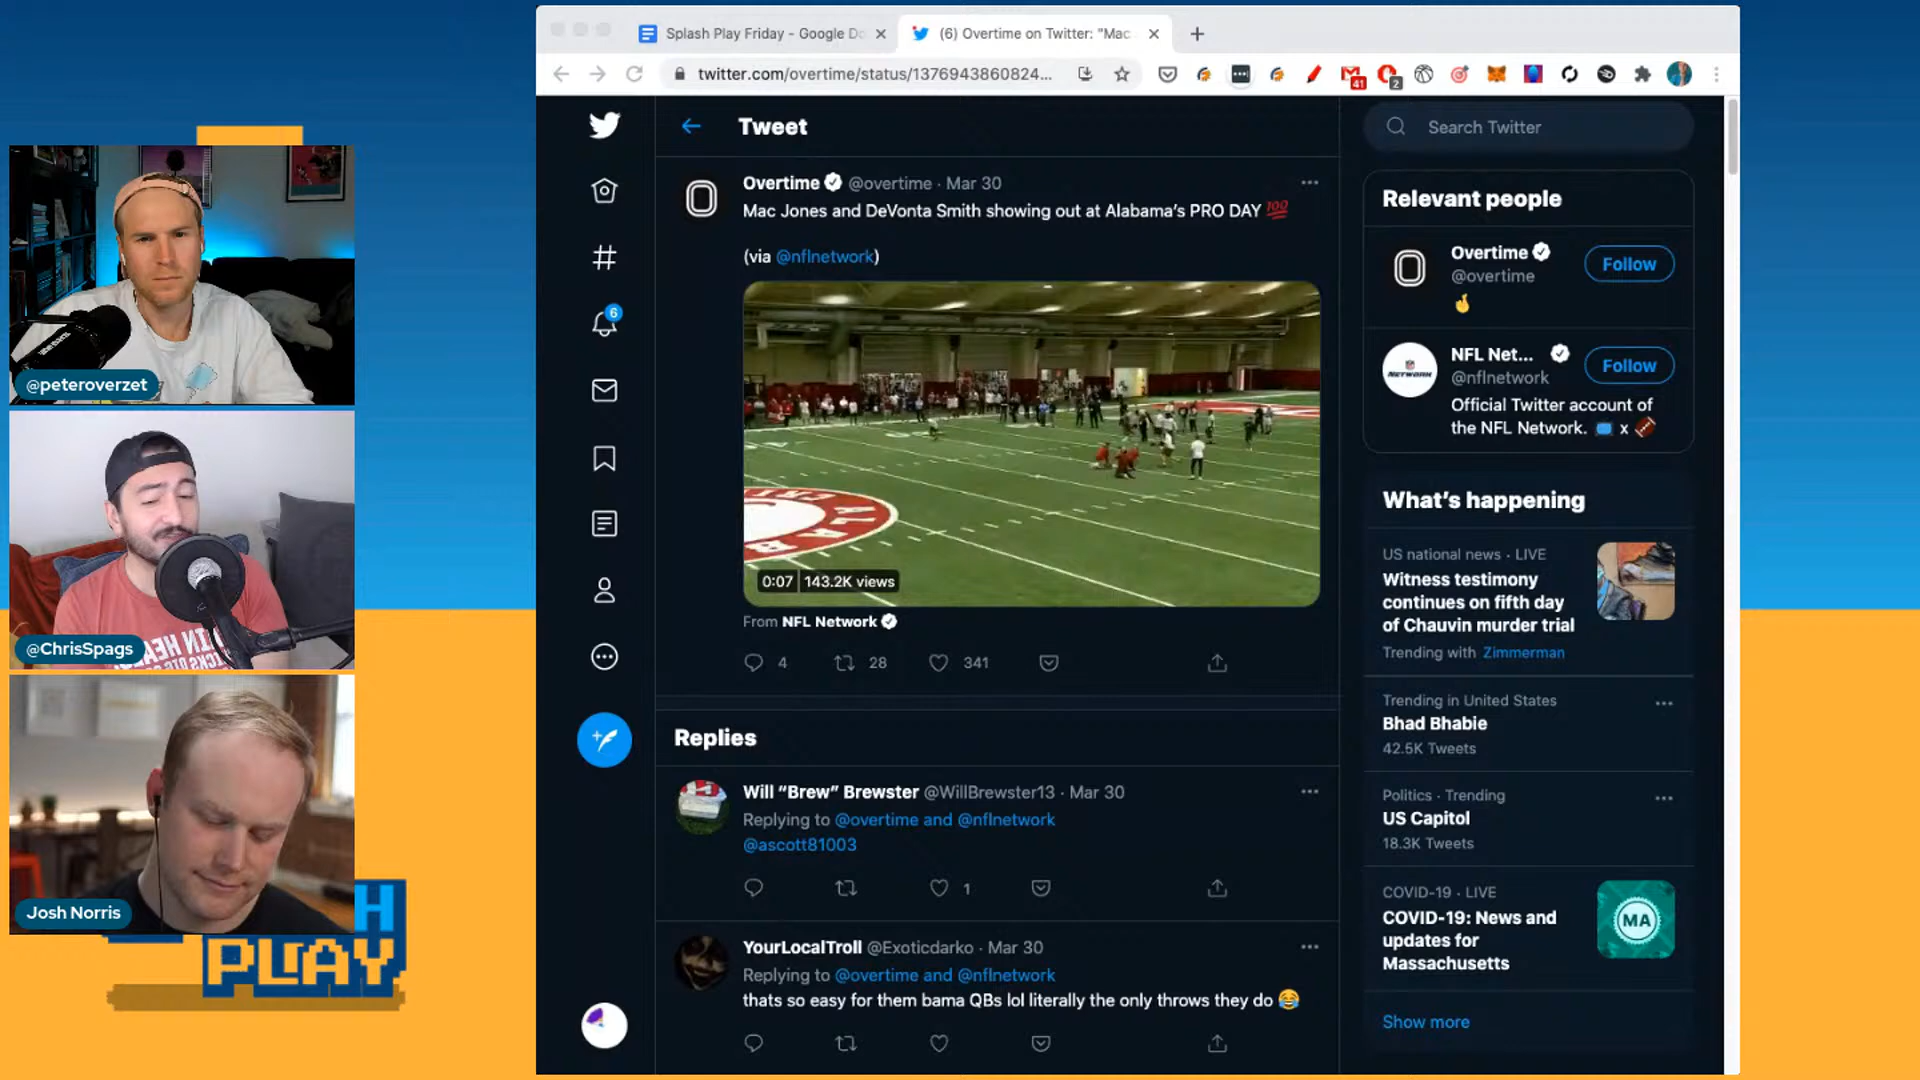 Splash Play Friday - Google Do
(6) Overtime on Twitter: "Mac
twitter.com/overtime/status/1376943860824...
41
2
Tweet
Search Twitter
Overtime @overtime · Mar 30
Mac Jones and DeVonta Smith showing out at Alabama's PRO DAY 💯
(via @nflnetwork)
6
0:07 143.2K views
From NFL Network
4
28
341
Replies
Will “Brew” Brewster @WillBrewster13 · Mar 30
Replying to @overtime and @nflnetwork
@ascott81003
1
YourLocalTroll @Exoticdarko · Mar 30
Replying to @overtime and @nflnetwork
thats so easy for them bama QBs lol literally the only throws they do 😂
Relevant people
Overtime
@overtime
Follow
NFL Net...
@nflnetwork
Follow
NETWORK
Official Twitter account of
the NFL Network.
What's happening
US national news · LIVE
Witness testimony
continues on fifth day
of Chauvin murder trial
Trending with Zimmerman
Trending in United States
Bhad Bhabie
42.5K Tweets
Politics · Trending
US Capitol
18.3K Tweets
COVID-19 · LIVE
COVID-19: News and
updates for
Massachusetts
MA
Show more
@peteroverzet
@ChrisSpags
Josh Norris
H
PLAY